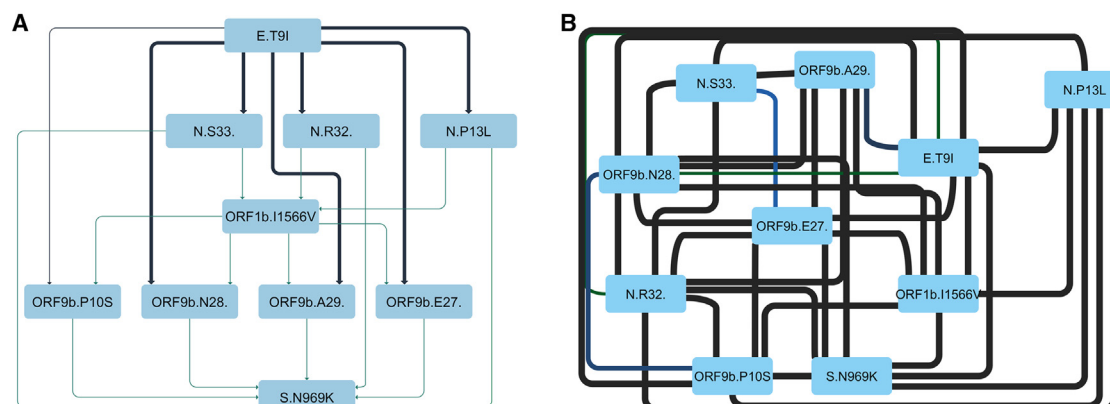 A
E.T9I
N.S33.
N.R32.
N.P13L
ORF1b.I1566V
ORF9b.P10S
ORF9b.N28.
ORF9b.A29.
ORF9b.E27.
S.N969K
B
ORF9b.A29.
N.S33.
N.P13L
E.T9I
ORF9b.N28.
ORF9b.E27.
N.R32.
ORF1b.I1566V
ORF9b.P10S
S.N969K